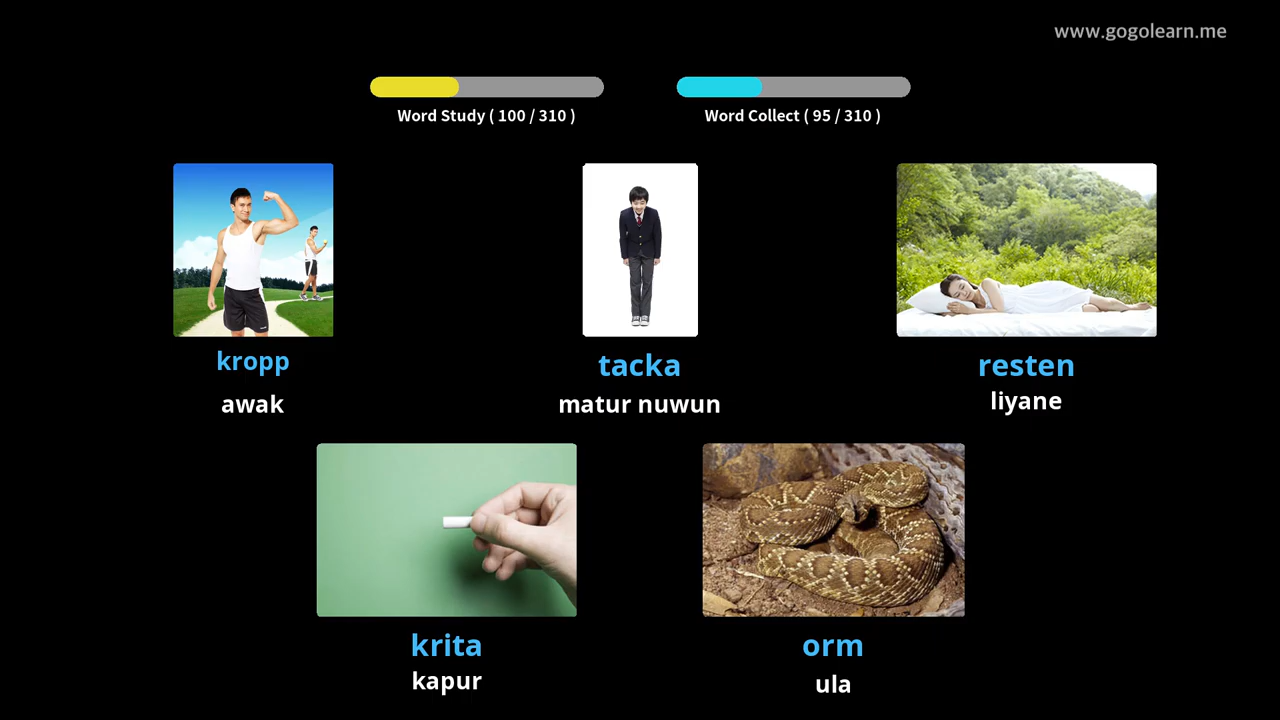 www.gogolearn.me
Word Study ( 100 / 310 )
Word Collect ( 95 / 310 )
kropp
awak
tacka
matur nuwun
resten
liyane
krita
kapur
orm
ula